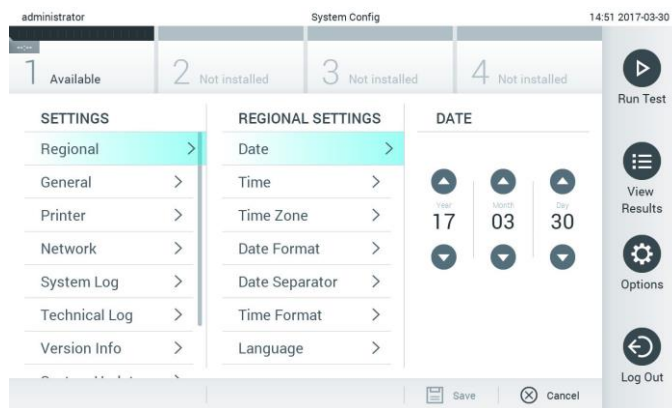 administrator System Config 14:51 2017-03-30
--:--
1 Available 2 Not installed 3 Not installed 4 Not installed
Run Test
SETTINGS REGIONAL SETTINGS DATE
Regional Date
General Time
Year Month Day
17 03 30
Printer Time Zone
View
Results
Network Date Format
System Log Date Separator
Options
Technical Log Time Format
Version Info Language
Save Cancel
Log Out